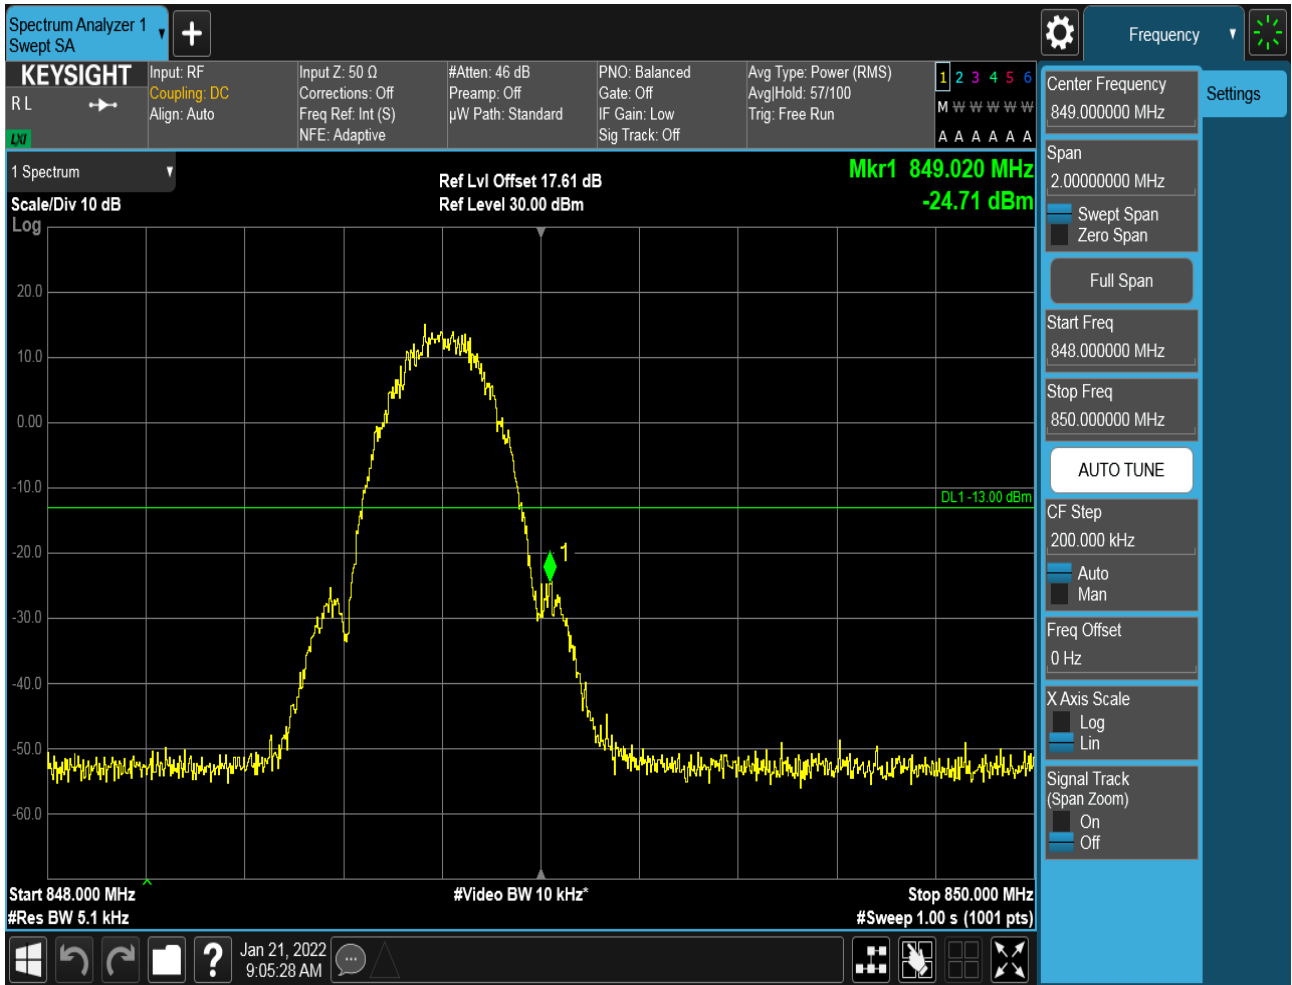 Spectrum Analyzer 1
Swept SA
Frequency
KEYSIGHT
R L
LXI
Input: RF
Coupling: DC
Align: Auto
Input Z: 50 Ω
Corrections: Off
Freq Ref: Int (S)
NFE: Adaptive
#Atten: 46 dB
Preamp: Off
µW Path: Standard
PNO: Balanced
Gate: Off
IF Gain: Low
Sig Track: Off
Avg Type: Power (RMS)
Avg|Hold: 57/100
Trig: Free Run
1 2 3 4 5 6
M W W W W W
A A A A A A
1 Spectrum
Scale/Div 10 dB
Log
Ref Lvl Offset 17.61 dB
Ref Level 30.00 dBm
Mkr1 849.020 MHz
-24.71 dBm
20.0
10.0
0.00
-10.0
-20.0
-30.0
-40.0
-50.0
-60.0
DL1 -13.00 dBm
1
Start 848.000 MHz
#Res BW 5.1 kHz
#Video BW 10 kHz*
Stop 850.000 MHz
#Sweep 1.00 s (1001 pts)
Jan 21, 2022
9:05:28 AM
Center Frequency
849.000000 MHz
Settings
Span
2.00000000 MHz
Swept Span
Zero Span
Full Span
Start Freq
848.000000 MHz
Stop Freq
850.000000 MHz
AUTO TUNE
CF Step
200.000 kHz
Auto
Man
Freq Offset
0 Hz
X Axis Scale
Log
Lin
Signal Track
(Span Zoom)
On
Off